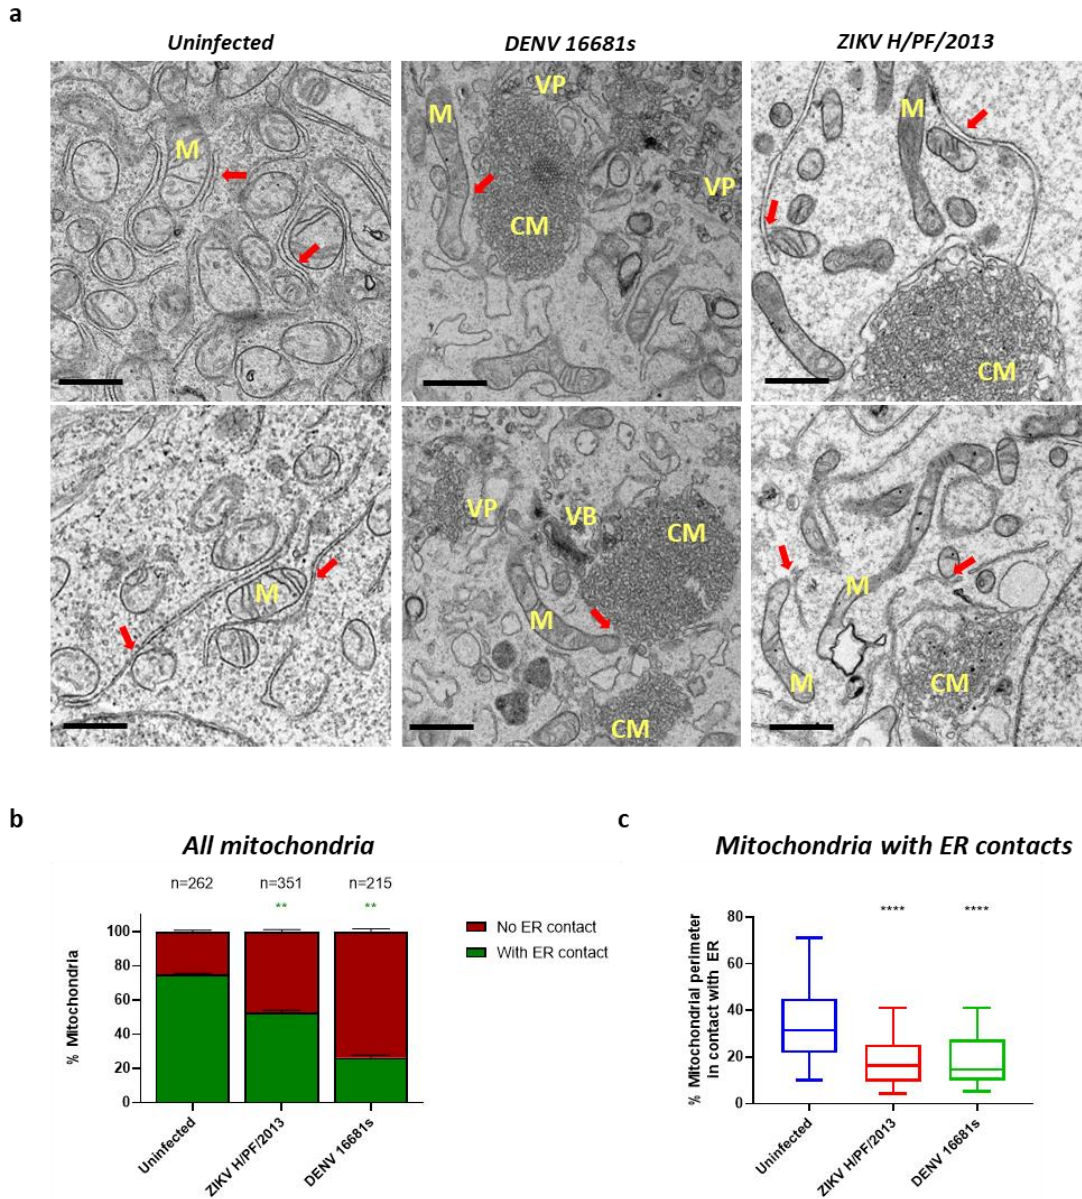 a
Uninfected
DENV 16681s
ZIKV H/PF/2013
M
VP
M
VP
CM
M
CM
M
VP
VB
CM
M
CM
M
M
CM
b
All mitochondria
n=262
n=351
n=215
**
**
% Mitochondria
100
80
60
40
20
0
Uninfected
ZIKV H/PF/2013
DENV 16681s
No ER contact
With ER contact
c
Mitochondria with ER contacts
****
****
% Mitochondrial perimeter
in contact with ER
80
60
40
20
0
Uninfected
ZIKV H/PF/2013
DENV 16681s